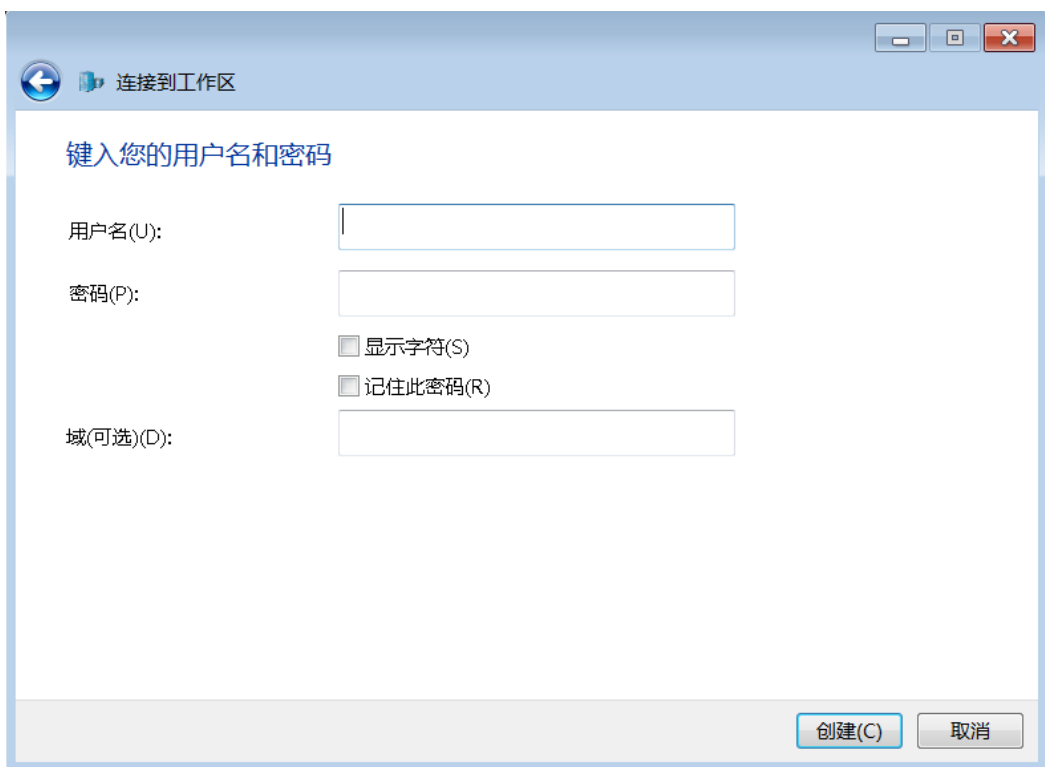 连接到工作区
键入您的用户名和密码
用户名(U):
密码(P):
显示字符(S)
记住此密码(R)
域(可选)(D):
创建(C)
取消